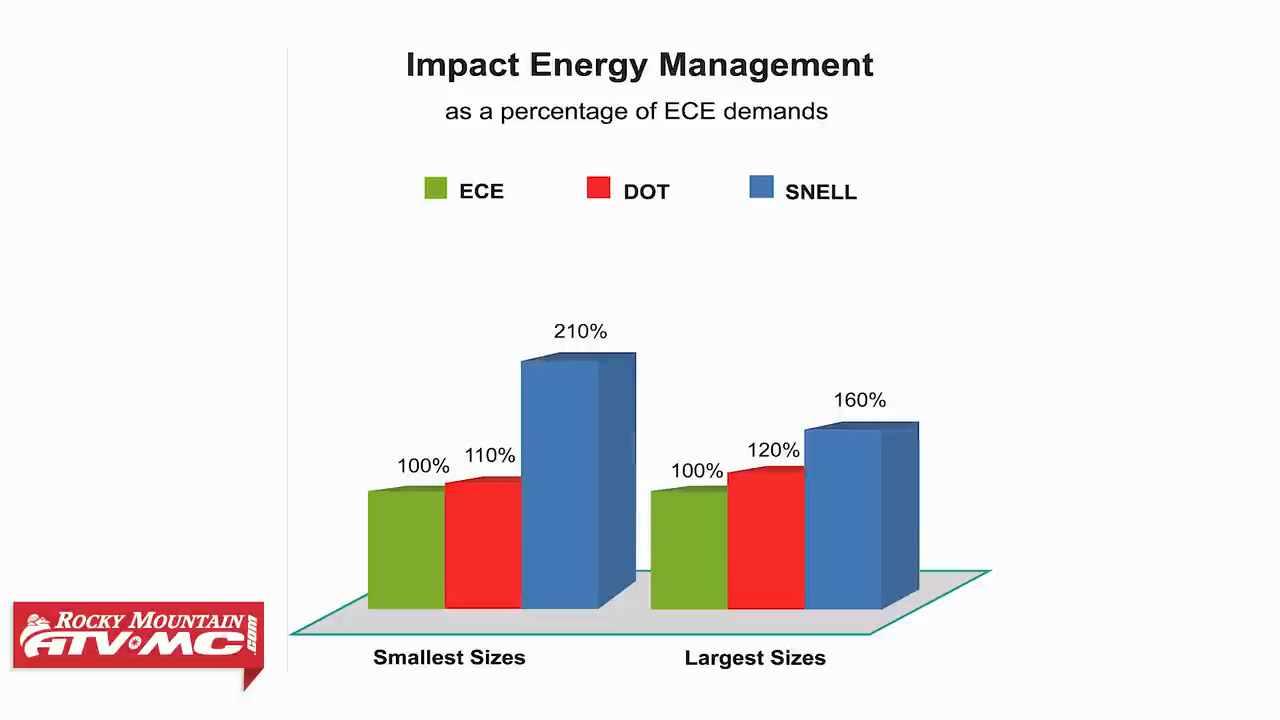 Impact Energy Management
as a percentage of ECE demands
ECE DOT SNELL
210%
160%
100% 110% 100% 120%
Smallest Sizes Largest Sizes
ROCKY MOUNTAIN
ATV MC .com